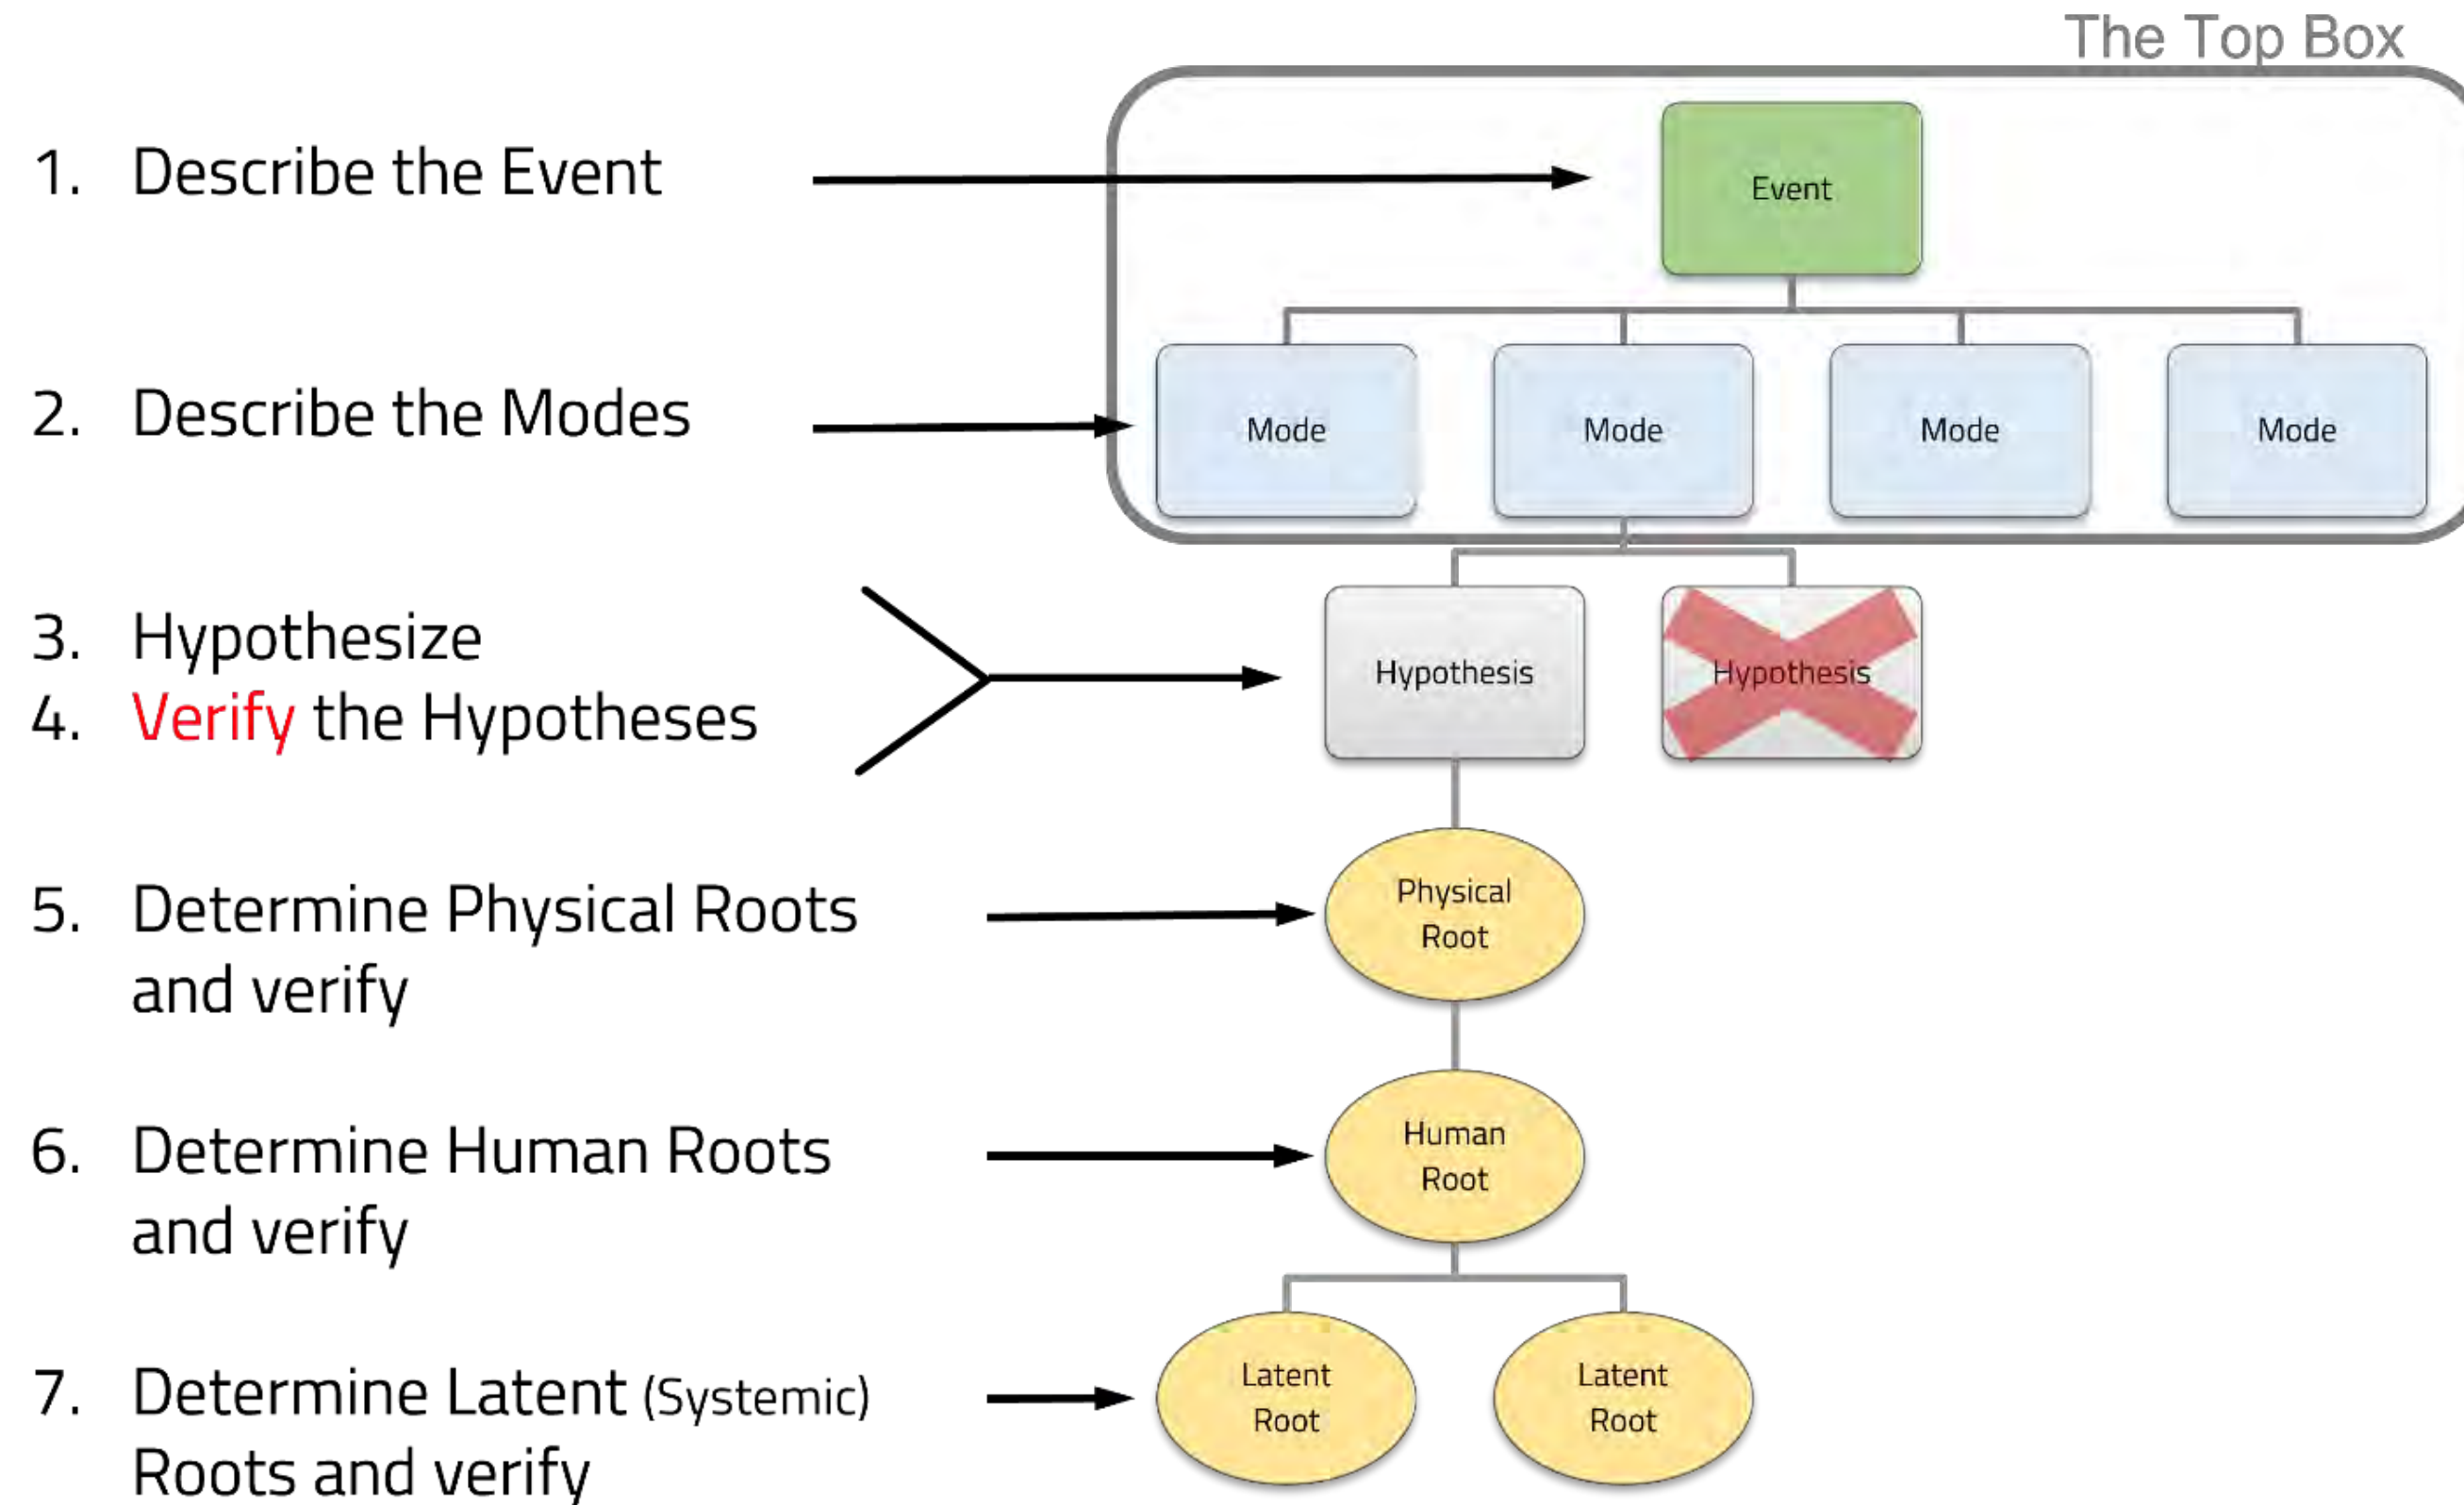 The Top Box
1. Describe the Event
Event
2. Describe the Modes
Mode
Mode
Mode
Mode
3. Hypothesize
4. Verify the Hypotheses
Hypothesis
Hypothesis
5. Determine Physical Roots
and verify
Physical
Root
6. Determine Human Roots
and verify
Human
Root
7. Determine Latent (Systemic)
Roots and verify
Latent
Root
Latent
Root